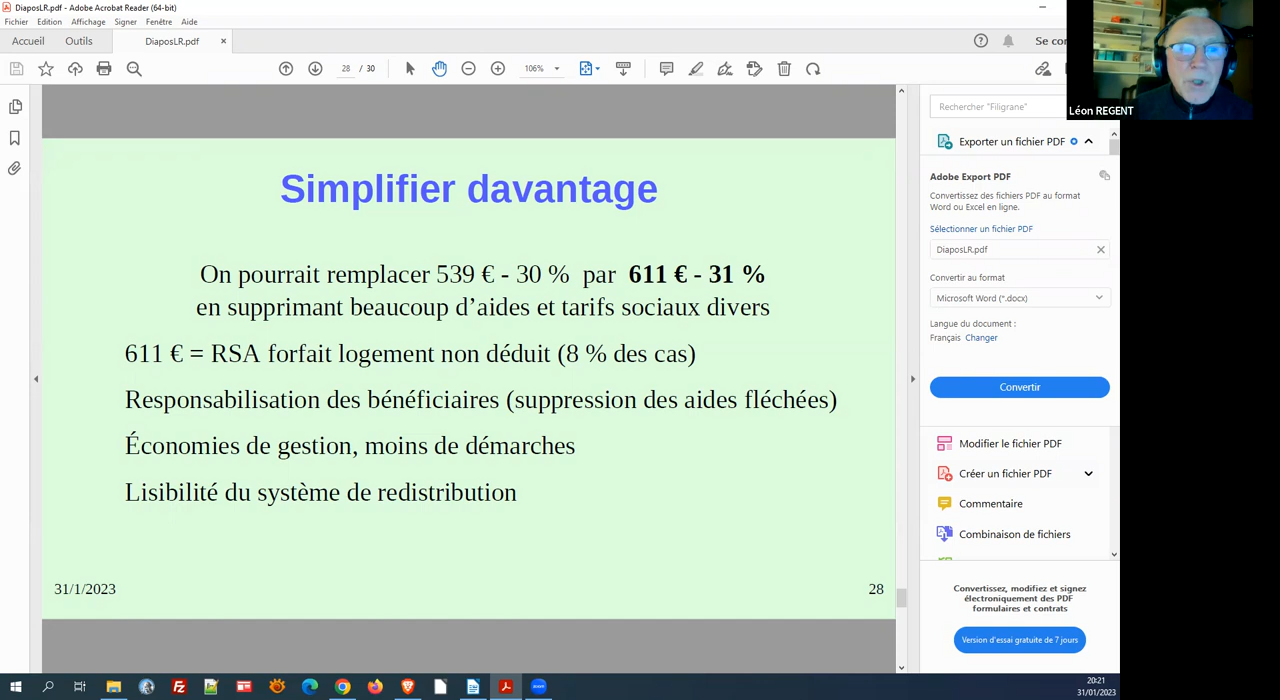 DiaposLR.pdf - Adobe Acrobat Reader (64-bit)
Fichier Edition Affichage Signer Fenêtre Aide
Accueil Outils DiaposLR.pdf × Se con
28 / 30 106%
Léon REGENT
Rechercher "Filigrane"
Simplifier davantage
On pourrait remplacer 539 € - 30 % par 611 € - 31 %
en supprimant beaucoup d'aides et tarifs sociaux divers
611 € = RSA forfait logement non déduit (8 % des cas)
Responsabilisation des bénéficiaires (suppression des aides fléchées)
Économies de gestion, moins de démarches
Lisibilité du système de redistribution
31/1/2023 28
Exporter un fichier PDF
Adobe Export PDF
Convertissez des fichiers PDF au format
Word ou Excel en ligne.
Sélectionner un fichier PDF
DiaposLR.pdf
Convertir au format
Microsoft Word (*.docx)
Langue du document :
Français Changer
Convertir
Modifier le fichier PDF
Créer un fichier PDF
Commentaire
Combinaison de fichiers
Convertissez, modifiez et signez
électroniquement des PDF
formulaires et contrats
Version d'essai gratuite de 7 jours
20:21
31/01/2023